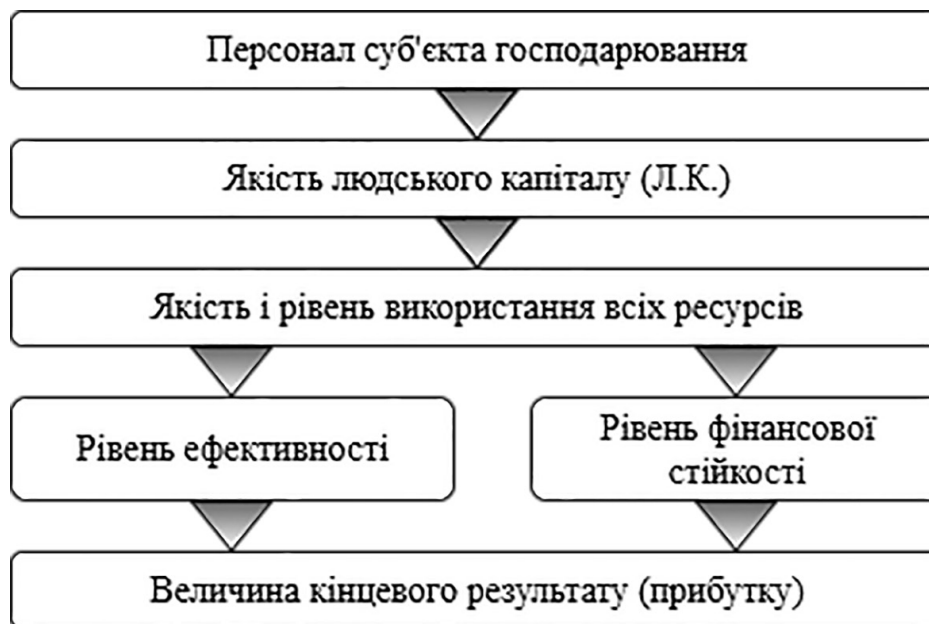 Персонал суб'єкта господарювання
Якість людського капіталу (Л.К.)
Якість і рівень використання всіх ресурсів
Рівень ефективності
Рівень фінансової
стійкості
Величина кінцевого результату (прибутку)